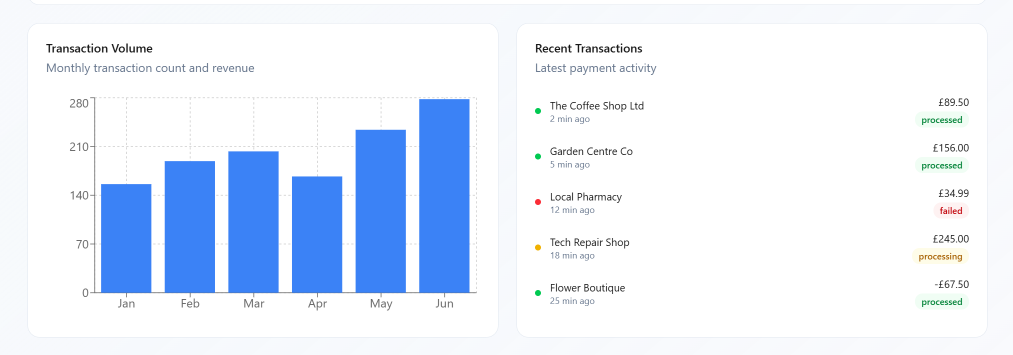 Transaction Volume
Monthly transaction count and revenue
280
210
140
70
0
Jan Feb Mar Apr May Jun
Recent Transactions
Latest payment activity
The Coffee Shop Ltd £89.50
2 min ago processed
Garden Centre Co £156.00
5 min ago processed
Local Pharmacy £34.99
12 min ago failed
Tech Repair Shop £245.00
18 min ago processing
Flower Boutique -£67.50
25 min ago processed